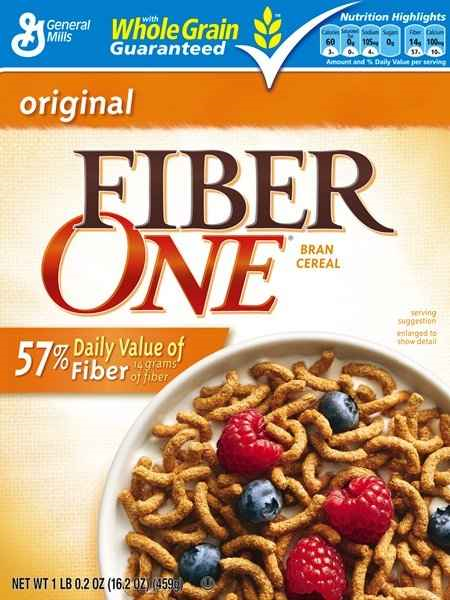 General
Mills
with
Whole Grain
Guaranteed
TM
Nutrition Highlights
Calories
60
3%
Saturated
Fat
0g
0%
Sodium
105mg
4%
Sugars
0g
Fiber
14g
57%
Calcium
100mg
10%
Amount and % Daily Value per serving
original
FIBER
ONE®
BRAN
CEREAL
serving
suggestion
enlarged to
show detail
57% Daily Value of
Fiber 14 grams
of fiber
NET WT 1 LB 0.2 OZ (16.2 OZ) (459g)
U